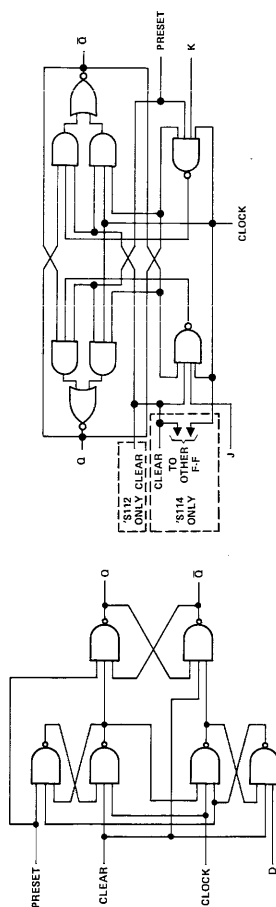 Q
Q̅
'S112
ONLY
CLEAR
CLEAR
TO
OTHER
F-F
'S114
ONLY
J
CLOCK
PRESET
K
PRESET
CLEAR
CLOCK
D
Q
Q̅